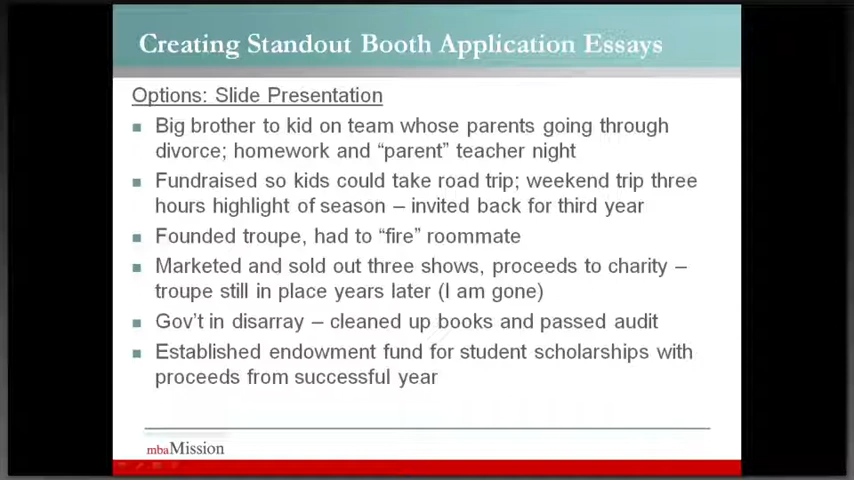 Creating Standout Booth Application Essays
Options: Slide Presentation
Big brother to kid on team whose parents going through
divorce; homework and “parent” teacher night
Fundraised so kids could take road trip; weekend trip three
hours highlight of season – invited back for third year
Founded troupe, had to “fire” roommate
Marketed and sold out three shows, proceeds to charity –
troupe still in place years later (I am gone)
Gov’t in disarray – cleaned up books and passed audit
Established endowment fund for student scholarships with
proceeds from successful year
mbaMission